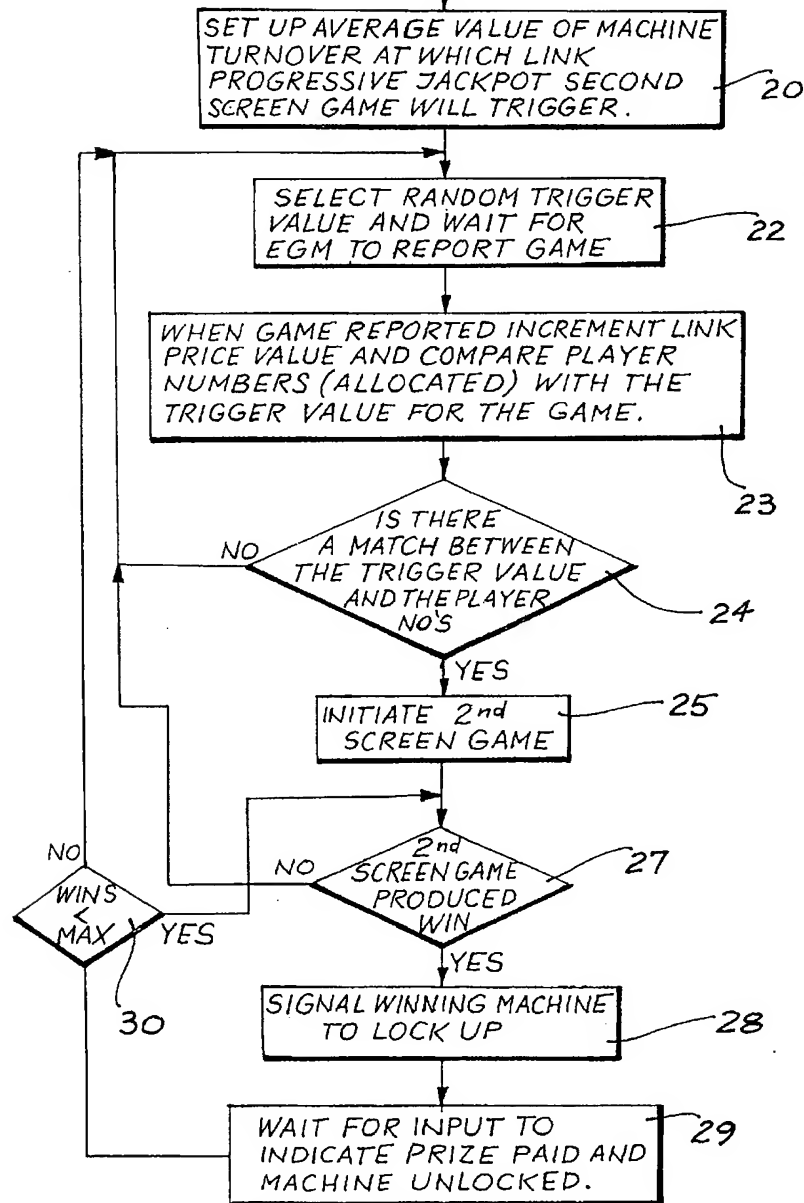 SET UP AVERAGE VALUE OF MACHINE
TURNOVER AT WHICH LINK
PROGRESSIVE JACKPOT SECOND
SCREEN GAME WILL TRIGGER.
20
SELECT RANDOM TRIGGER
VALUE AND WAIT FOR
EGM TO REPORT GAME
22
WHEN GAME REPORTED INCREMENT LINK
PRICE VALUE AND COMPARE PLAYER
NUMBERS (ALLOCATED) WITH THE
TRIGGER VALUE FOR THE GAME.
23
IS THERE
A MATCH BETWEEN
THE TRIGGER VALUE
AND THE PLAYER
NO'S
NO
24
YES
INITIATE 2nd
SCREEN GAME
25
2nd
SCREEN GAME
PRODUCED
WIN
NO
27
YES
NO
WINS
<
MAX
YES
30
SIGNAL WINNING MACHINE
TO LOCK UP
28
WAIT FOR INPUT TO
INDICATE PRIZE PAID AND
MACHINE UNLOCKED.
29